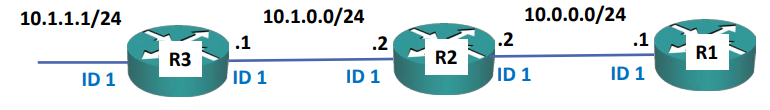 10.1.1.1/24
10.1.0.0/24
10.0.0.0/24
R3
.1
.2
R2
.2
.1
R1
ID 1
ID 1
ID 1
ID 1
ID 1